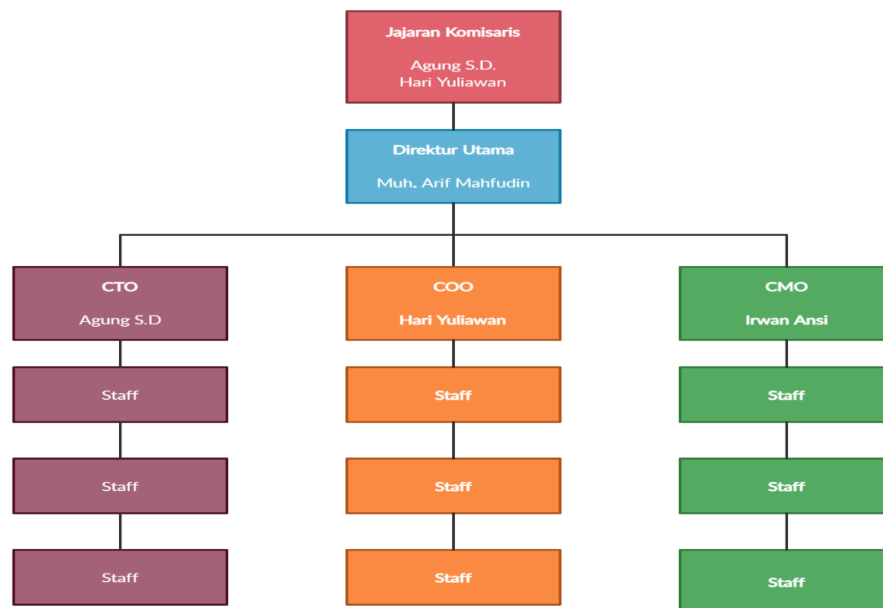 Jajaran Komisaris
Agung S.D.
Hari Yuliawan
Direktur Utama
Muh. Arif Mahfudin
CTO
Agung S.D
COO
Hari Yuliawan
CMO
Irwan Ansi
Staff
Staff
Staff
Staff
Staff
Staff
Staff
Staff
Staff